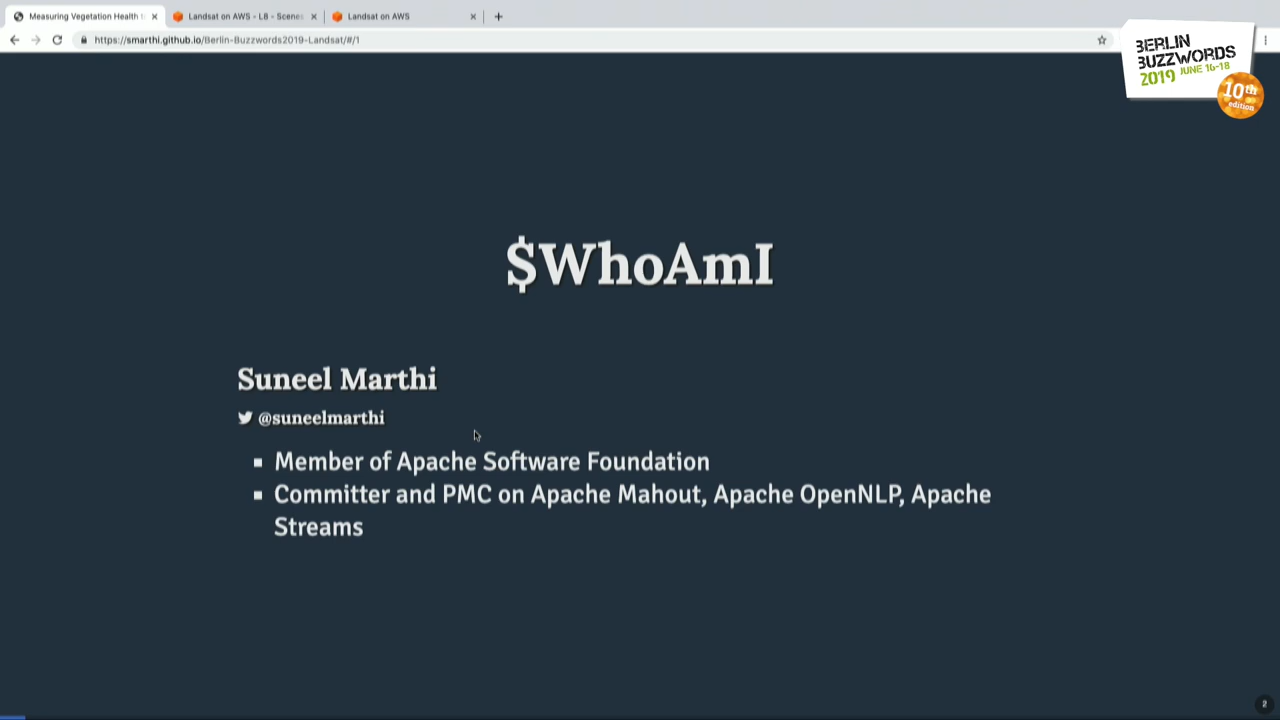 Measuring Vegetation Health t
Landsat on AWS - L8 - Scenes
Landsat on AWS
https://smarthi.github.io/Berlin-Buzzwords2019-Landsat/#/1
BERLIN
BUZZWORDS
2019 JUNE 16-18
10th
edition
$WhoAmI
Suneel Marthi
@suneelmarthi
Member of Apache Software Foundation
Committer and PMC on Apache Mahout, Apache OpenNLP, Apache
Streams
2